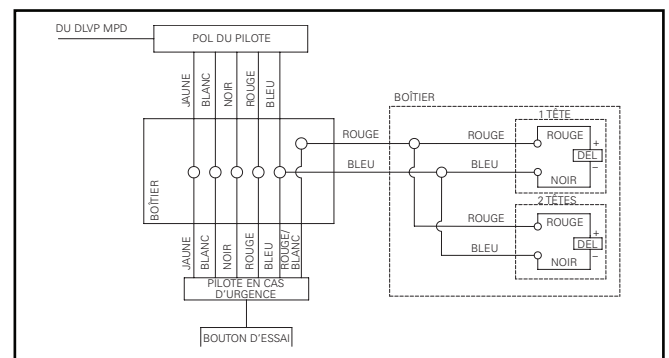 DU DLVP MPD
POL DU PILOTE
JAUNE
BLANC
NOIR
ROUGE
BLEU
BOÎTIER
1 TÊTE
ROUGE
ROUGE
ROUGE
+
DEL
–
BLEU
BLEU
NOIR
BOÎTIER
2 TÊTES
ROUGE
ROUGE
+
DEL
–
BLEU
NOIR
JAUNE
BLANC
NOIR
ROUGE
BLEU
ROUGE/
BLANC
PILOTE EN CAS
D'URGENCE
BOUTON D'ESSAI